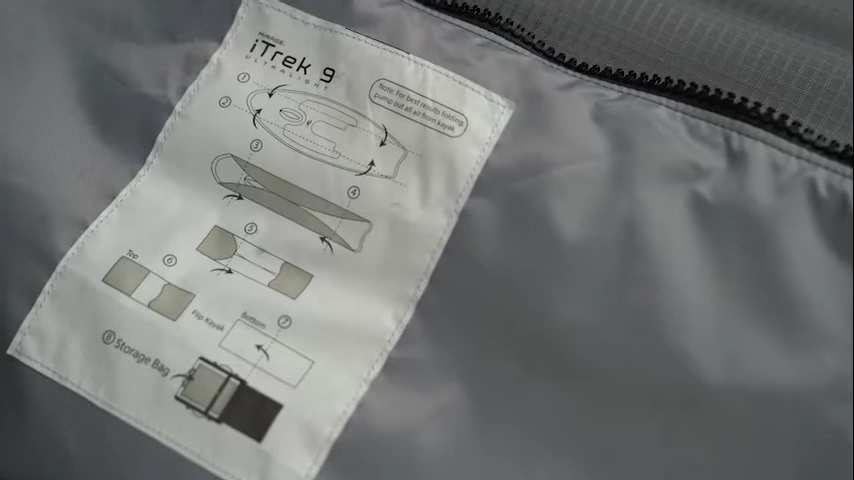 MIRAGE
iTrek 9
ULTRALIGHT
Note: For best results folding
pump out all air from kayak.
1
2
3
4
5
Top
6
Flip Kayak
Bottom
7
8 Storage Bag